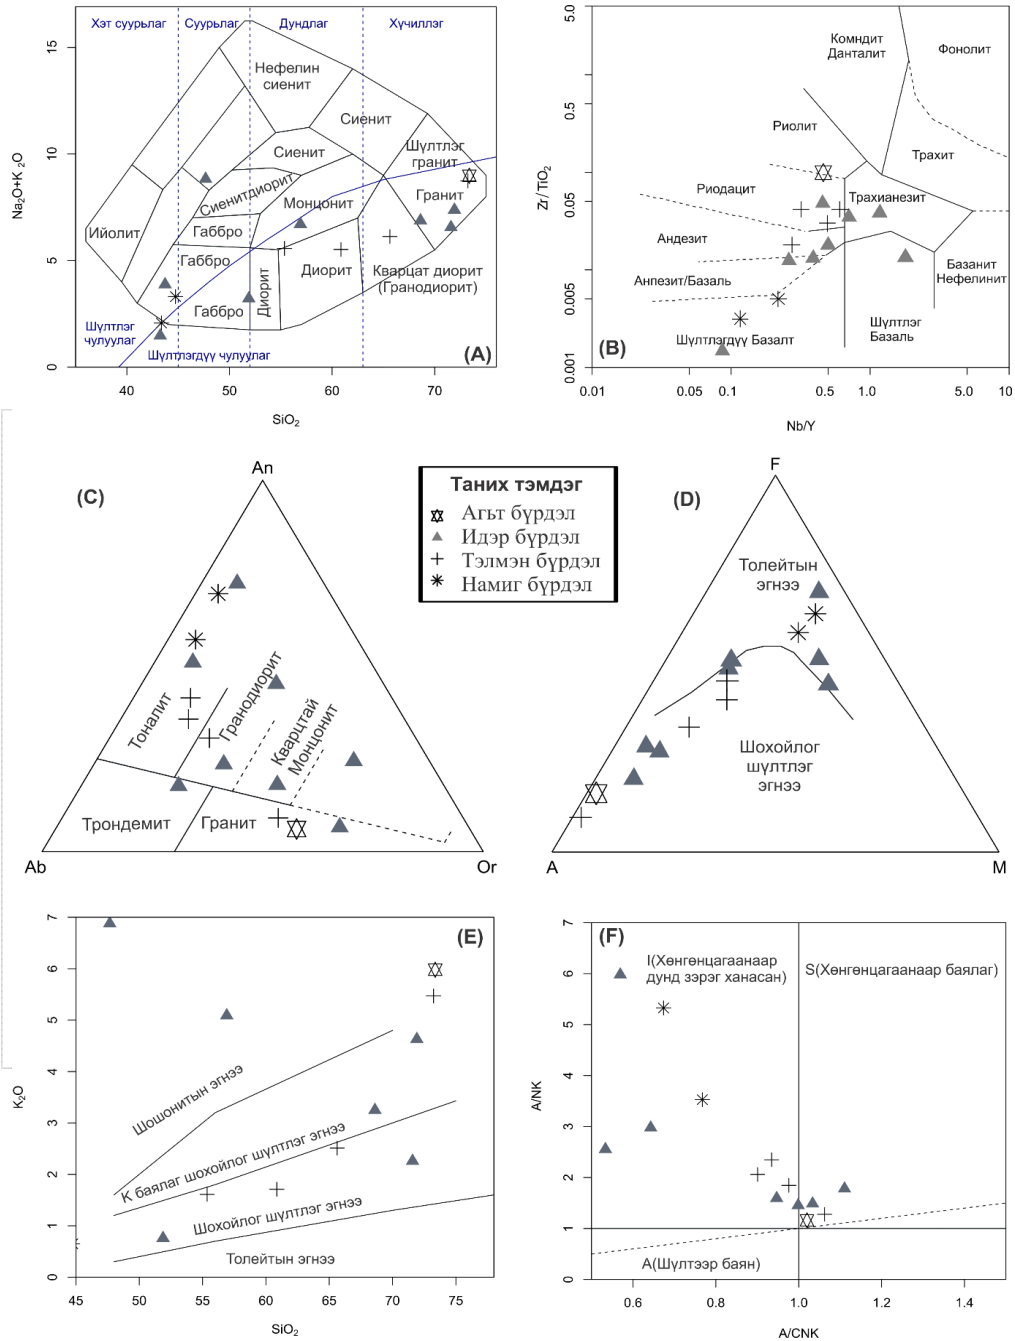 Хэт суурьлаг
Суурьлаг
Дундлаг
Хүчиллэг
Нефелин
сиенит
Сиенит
Шүлтлэг
гранит
Сиенит
Сиенитдиорит
Монцонит
Гранит
Ийолит
Габбро
Габбро
Диорит
Диорит
Кварцат диорит
(Гранодиорит)
Габбро
Шүлтлэг
чулуулаг
Шүлтлэгдүү чулуулаг
(A)
0 5 10 15
Na2O+K2O
40 50 60 70
SiO2
Комндит
Данталит
Фонолит
Риолит
Трахит
Риодацит
Трахианезит
Андезит
Анпезит/Базаль
Базанит
Нефелинит
Шүлтлэг
Базаль
Шүлтлэгдүү Базалт
(B)
5.0
0.5
0.05
0.005
0.001
Zr/TiO2
0.01 0.1 0.5 1.0 5.0 10
Nb/Y
(C)
An
Тоналит
Гранодиорит
Кварцтай
Монцонит
Трондемит
Гранит
Ab
Or
Таних тэмдэг
Агьт бүрдэл
Идэр бүрдэл
Тэлмэн бүрдэл
Намиг бүрдэл
(D)
F
Толейтын
эгнээ
Шохойлог
шүлтлэг
эгнээ
A
M
(E)
Шошонитын эгнээ
К баялаг шохойлог шүлтлэг эгнээ
Шохойлог шүлтлэг эгнээ
Толейтын эгнээ
0 1 2 3 4 5 6 7
K2O
45 55 60 65 70 75
SiO2
(F)
I(Хөнгөнцагаанаар
дунд зэрэг ханасан)
S(Хөнгөнцагаанаар баялаг)
A(Шүлтээр баян)
0 1 2 3 4 5 6 7
A/NK
0.6 0.8 1.0 1.2 1.4
A/CNK